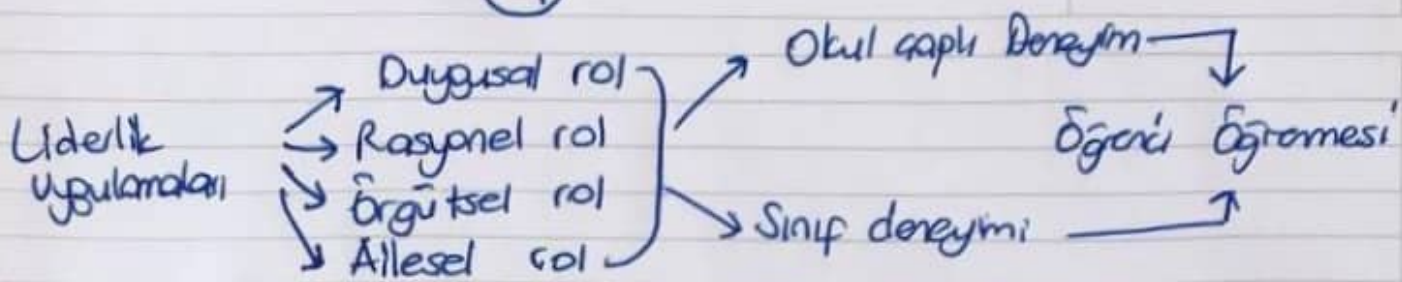 Liderlik
uygulamaları
Duygusal rol
Rasyonel rol
Örgütsel rol
Ailesel rol
Okul çaplı Deneyim
Sınıf deneyimi
Öğrenci Öğrenmesi